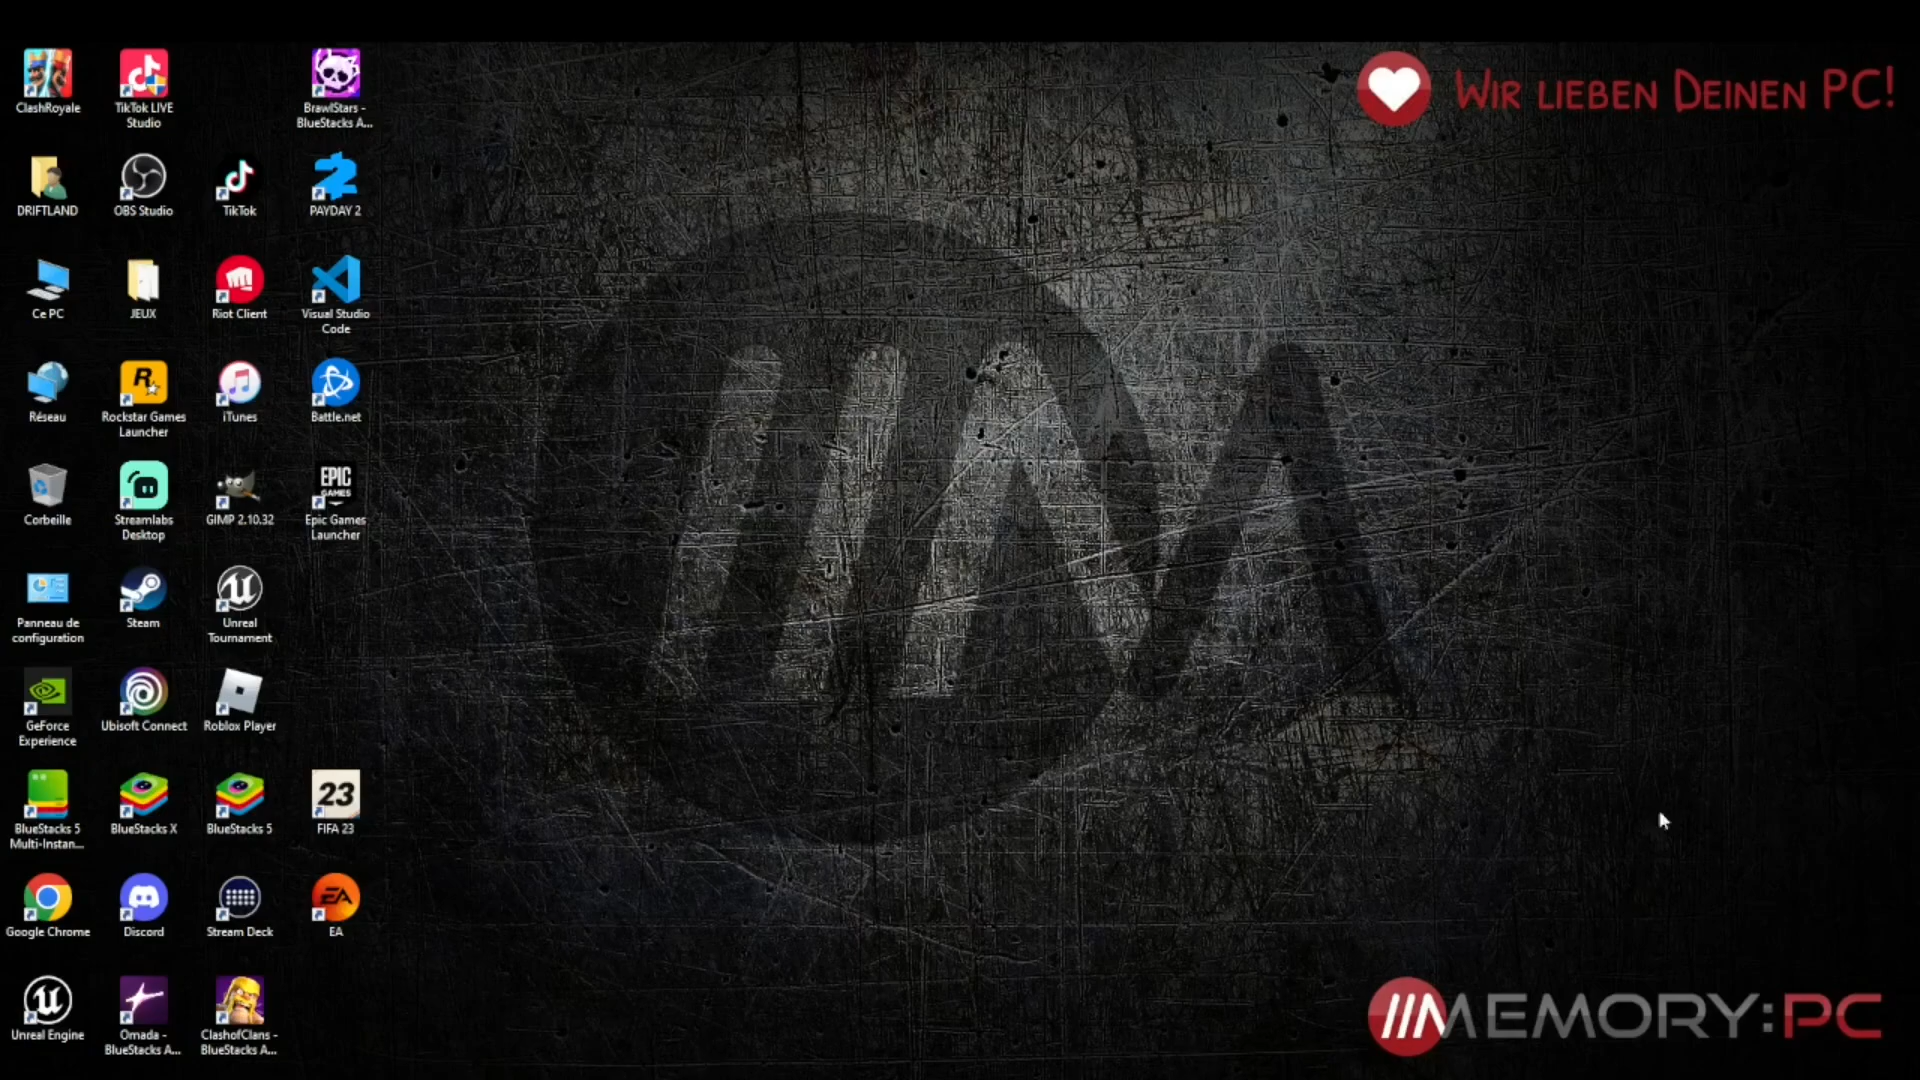 ClashRoyale
TikTok LIVE
Studio
BrawlStars -
BlueStacks A...
WIR LIEBEN DEINEN PC!
DRIFTLAND
OBS Studio
TikTok
PAYDAY 2
Ce PC
JEUX
Riot Client
Visual Studio
Code
Réseau
Rockstar Games
Launcher
iTunes
Battle.net
EPIC
GAMES
Corbeille
Streamlabs
Desktop
GIMP 2.10.32
Epic Games
Launcher
Panneau de
configuration
Steam
Unreal
Tournament
GeForce
Experience
Ubisoft Connect
Roblox Player
23
BlueStacks 5
Multi-Instan...
BlueStacks X
BlueStacks 5
FIFA 23
EA
Google Chrome
Discord
Stream Deck
EA
Unreal Engine
Omada -
BlueStacks A...
ClashofClans -
BlueStacks A...
MEMORY:PC